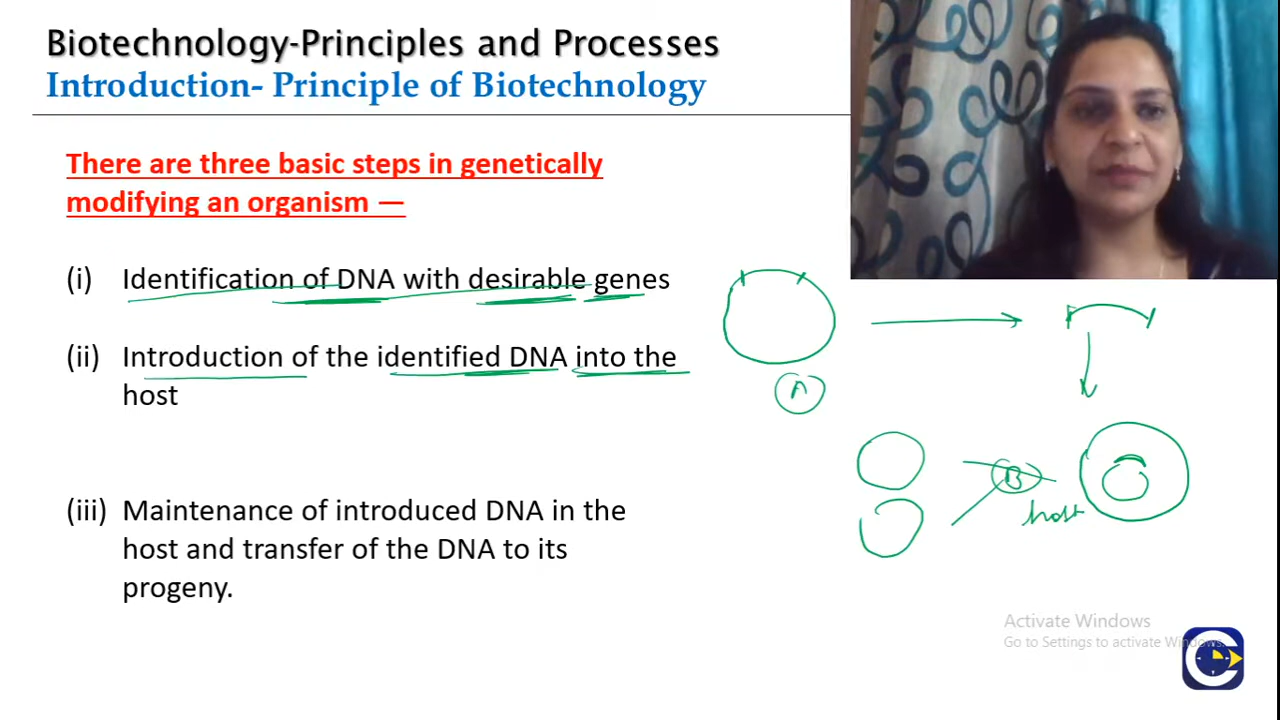 Biotechnology-Principles and Processes
Introduction- Principle of Biotechnology
There are three basic steps in genetically
modifying an organism —
(i) Identification of DNA with desirable genes
(ii) Introduction of the identified DNA into the
host
A
B
host
(iii) Maintenance of introduced DNA in the
host and transfer of the DNA to its
progeny.
Activate Windows
Go to Settings to activate Windows.